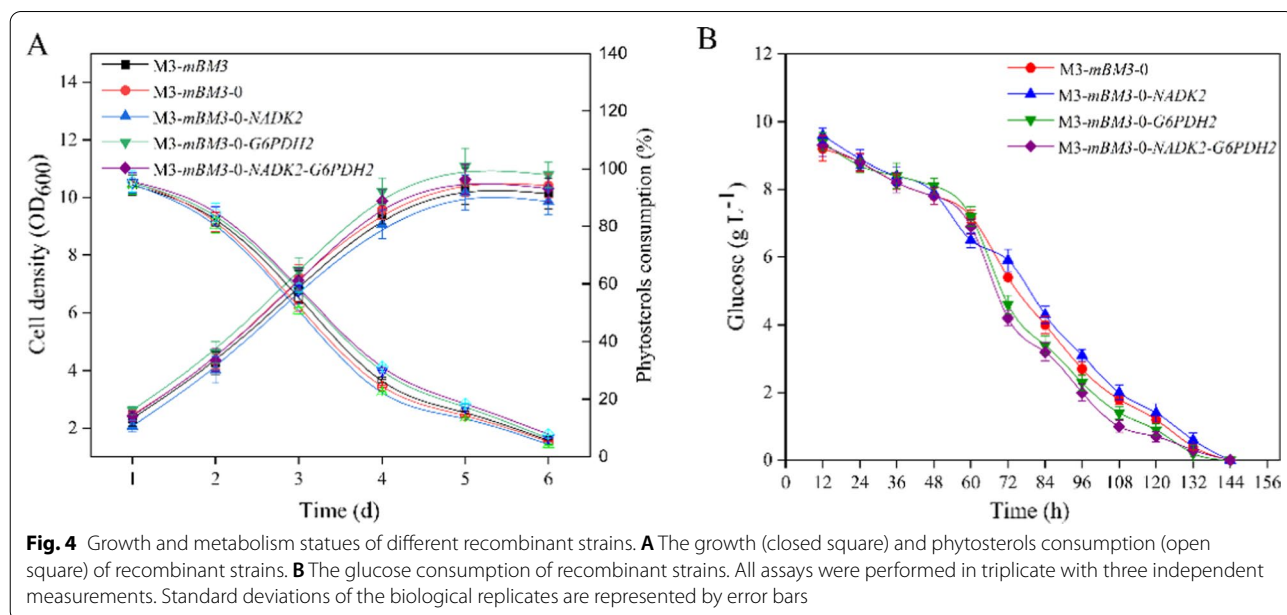 A
B
M3-mBM3
M3-mBM3-0
M3-mBM3-0-NADK2
M3-mBM3-0-G6PDH2
M3-mBM3-0-NADK2-G6PDH2
Cell density (OD600)
14
12
10
8
6
4
2
1 2 3 4 5 6
Time (d)
Phytosterols consumption (%)
140
120
100
80
60
40
20
0
M3-mBM3-0
M3-mBM3-0-NADK2
M3-mBM3-0-G6PDH2
M3-mBM3-0-NADK2-G6PDH2
Glucose (g L-1)
12
10
8
6
4
2
0
0 12 24 36 48 60 72 84 96 108 120 132 144 156
Time (h)
Fig. 4 Growth and metabolism statues of different recombinant strains. A The growth (closed square) and phytosterols consumption (open
square) of recombinant strains. B The glucose consumption of recombinant strains. All assays were performed in triplicate with three independent
measurements. Standard deviations of the biological replicates are represented by error bars